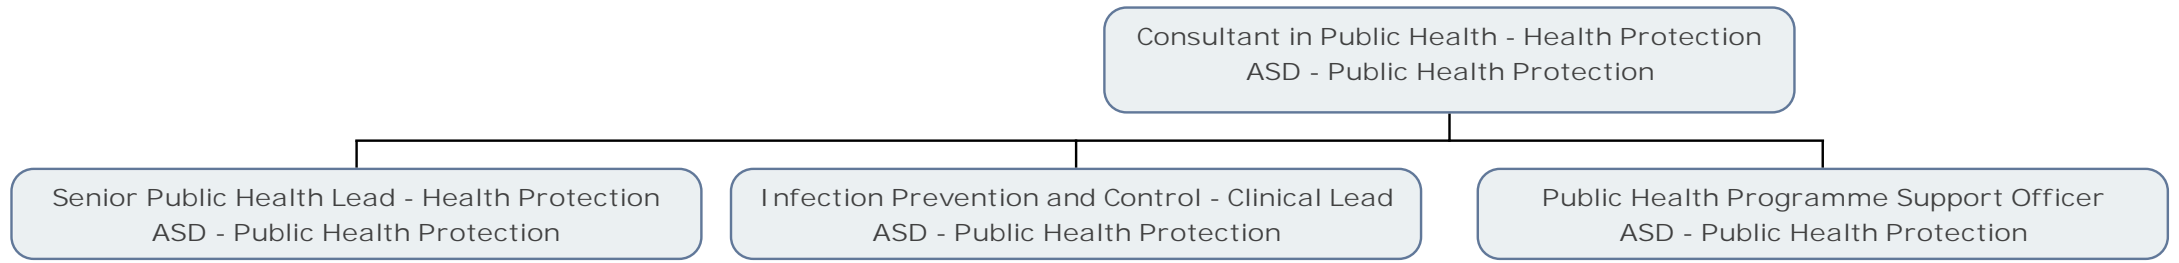 Consultant in Public Health - Health Protection
ASD - Public Health Protection
Senior Public Health Lead - Health Protection
ASD - Public Health Protection
Infection Prevention and Control - Clinical Lead
ASD - Public Health Protection
Public Health Programme Support Officer
ASD - Public Health Protection